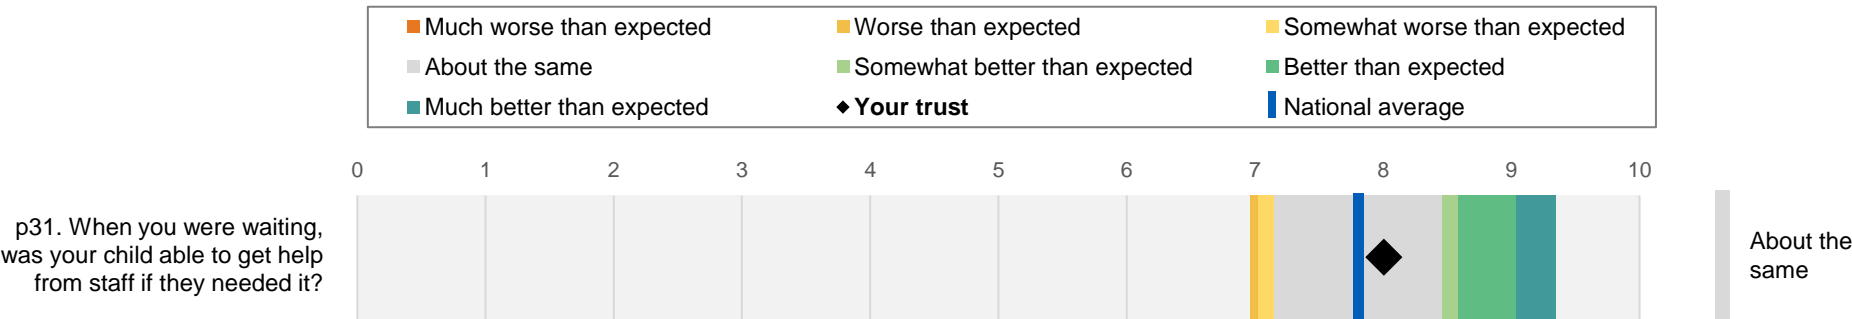 Much worse than expected
Worse than expected
Somewhat worse than expected
About the same
Somewhat better than expected
Better than expected
Much better than expected
Your trust
National average
0 1 2 3 4 5 6 7 8 9 10
p31. When you were waiting,
was your child able to get help
from staff if they needed it?
About the
same